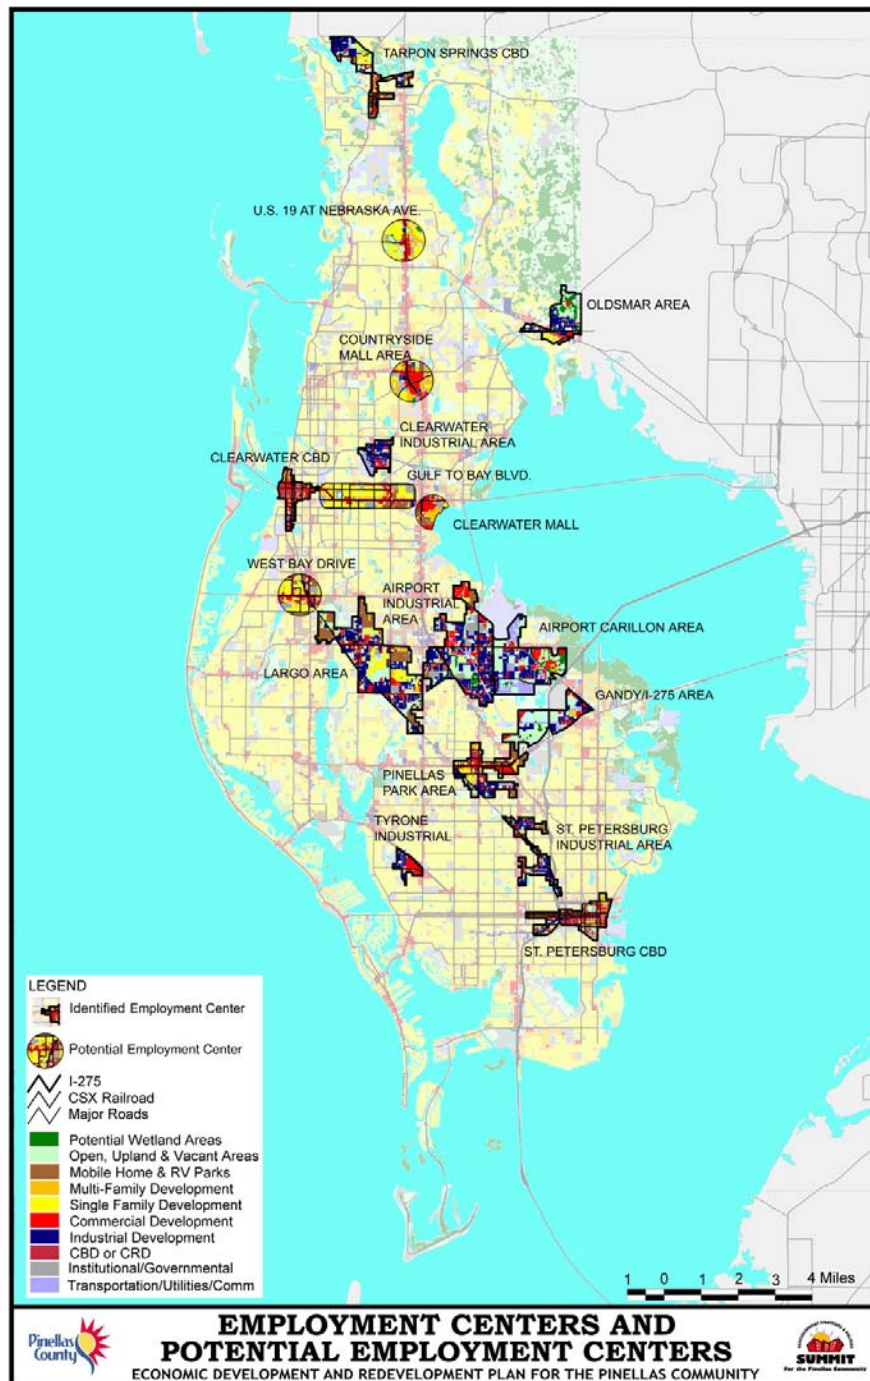 TARPON SPRINGS CBD
U.S. 19 AT NEBRASKA AVE.
OLDSMAR AREA
COUNTRYSIDE
MALL AREA
CLEARWATER
INDUSTRIAL AREA
CLEARWATER CBD
GULF TO BAY BLVD.
CLEARWATER MALL
WEST BAY DRIVE
AIRPORT
INDUSTRIAL
AREA
AIRPORT CARILLON AREA
LARGO AREA
GANDY/I-275 AREA
PINELLAS
PARK AREA
TYRONE
INDUSTRIAL
ST. PETERSBURG
INDUSTRIAL AREA
ST. PETERSBURG CBD
LEGEND
Identified Employment Center
Potential Employment Center
I-275
CSX Railroad
Major Roads
Potential Wetland Areas
Open, Upland & Vacant Areas
Mobile Home & RV Parks
Multi-Family Development
Single Family Development
Commercial Development
Industrial Development
CBD or CRD
Institutional/Governmental
Transportation/Utilities/Comm
1 0 1 2 3 4 Miles
Pinellas
County
EMPLOYMENT CENTERS AND
POTENTIAL EMPLOYMENT CENTERS
ECONOMIC DEVELOPMENT AND REDEVELOPMENT PLAN FOR THE PINELLAS COMMUNITY
SUMMIT
For the Pinellas Community